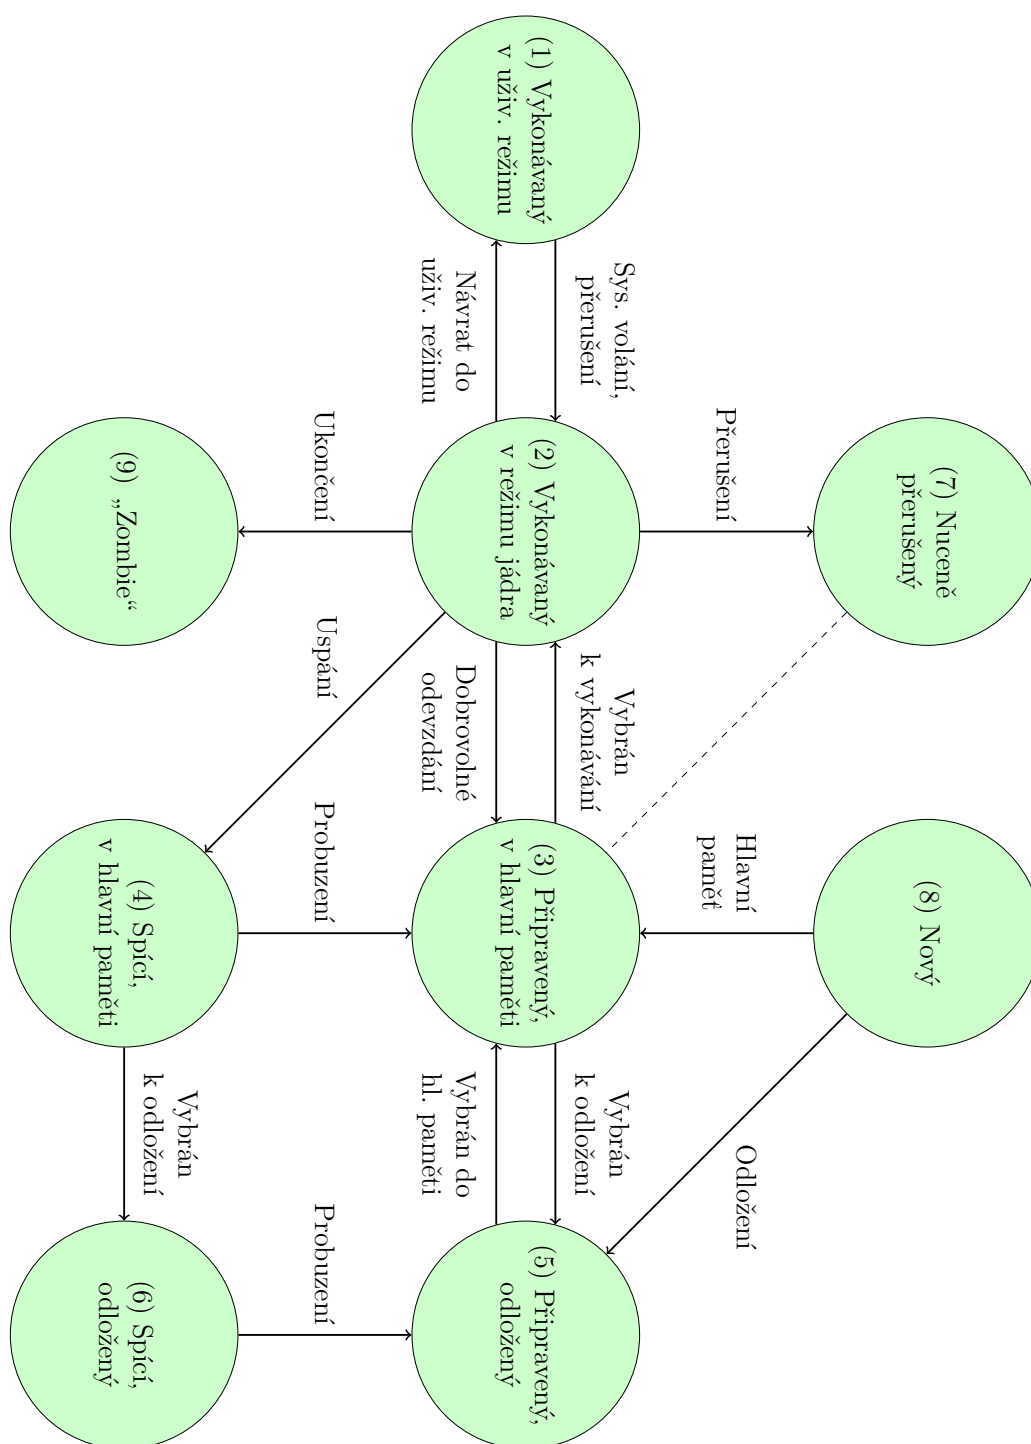 (7) Nuceně
přerušený
(8) Nový
Přerušení
Hlavní
paměť
Odložení
Sys. volání,
přerušení
Vybrán
k vykonávání
Vybrán
k odložení
(1) Vykonávaný
v uživ. režimu
(2) Vykonávaný
v režimu jádra
(3) Připravený,
v hlavní paměti
(5) Připravený,
odložený
Návrat do
uživ. režimu
Dobrovolné
odevzdání
Vybrán do
hl. paměti
Ukončení
Uspání
Probuzení
Probuzení
Vybrán
k odložení
(9) „Zombie“
(4) Spící,
v hlavní paměti
(6) Spící,
odložený